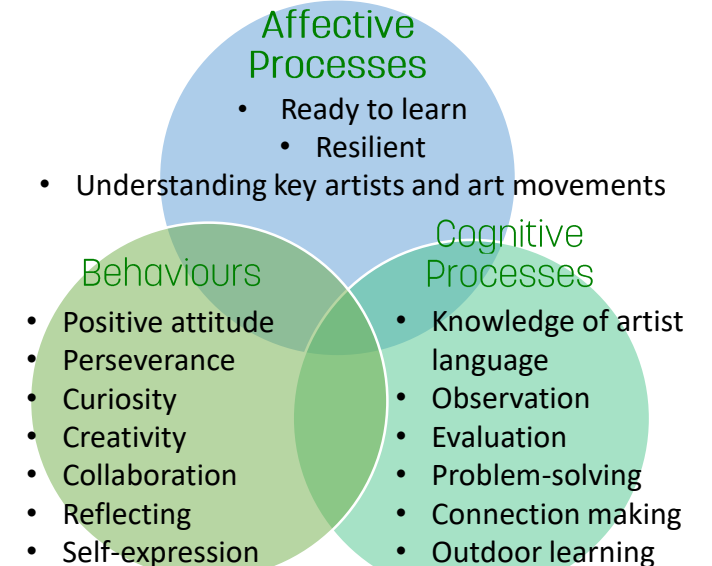 Affective
Processes
• Ready to learn
• Resilient
• Understanding key artists and art movements
Behaviours
• Positive attitude
• Perseverance
• Curiosity
• Creativity
• Collaboration
• Reflecting
• Self-expression
Cognitive
Processes
• Knowledge of artist
language
• Observation
• Evaluation
• Problem-solving
• Connection making
• Outdoor learning